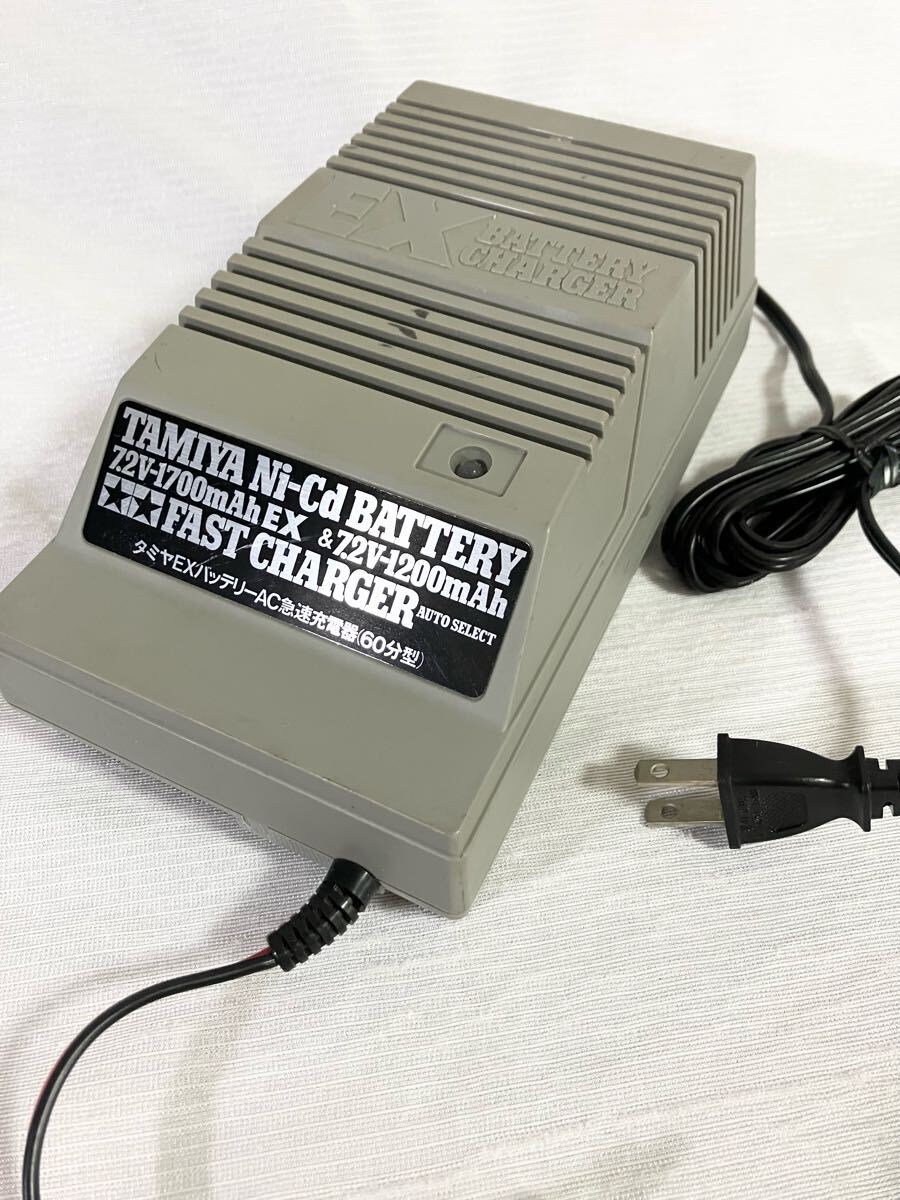 EX BATTERY
CHARGER
TAMIYA Ni-Cd BATTERY
7.2V-1700mAh EX & 7.2V-1200mAh
FAST CHARGER AUTO SELECT
タミヤEXバッテリーAC急速充電器(60分型)